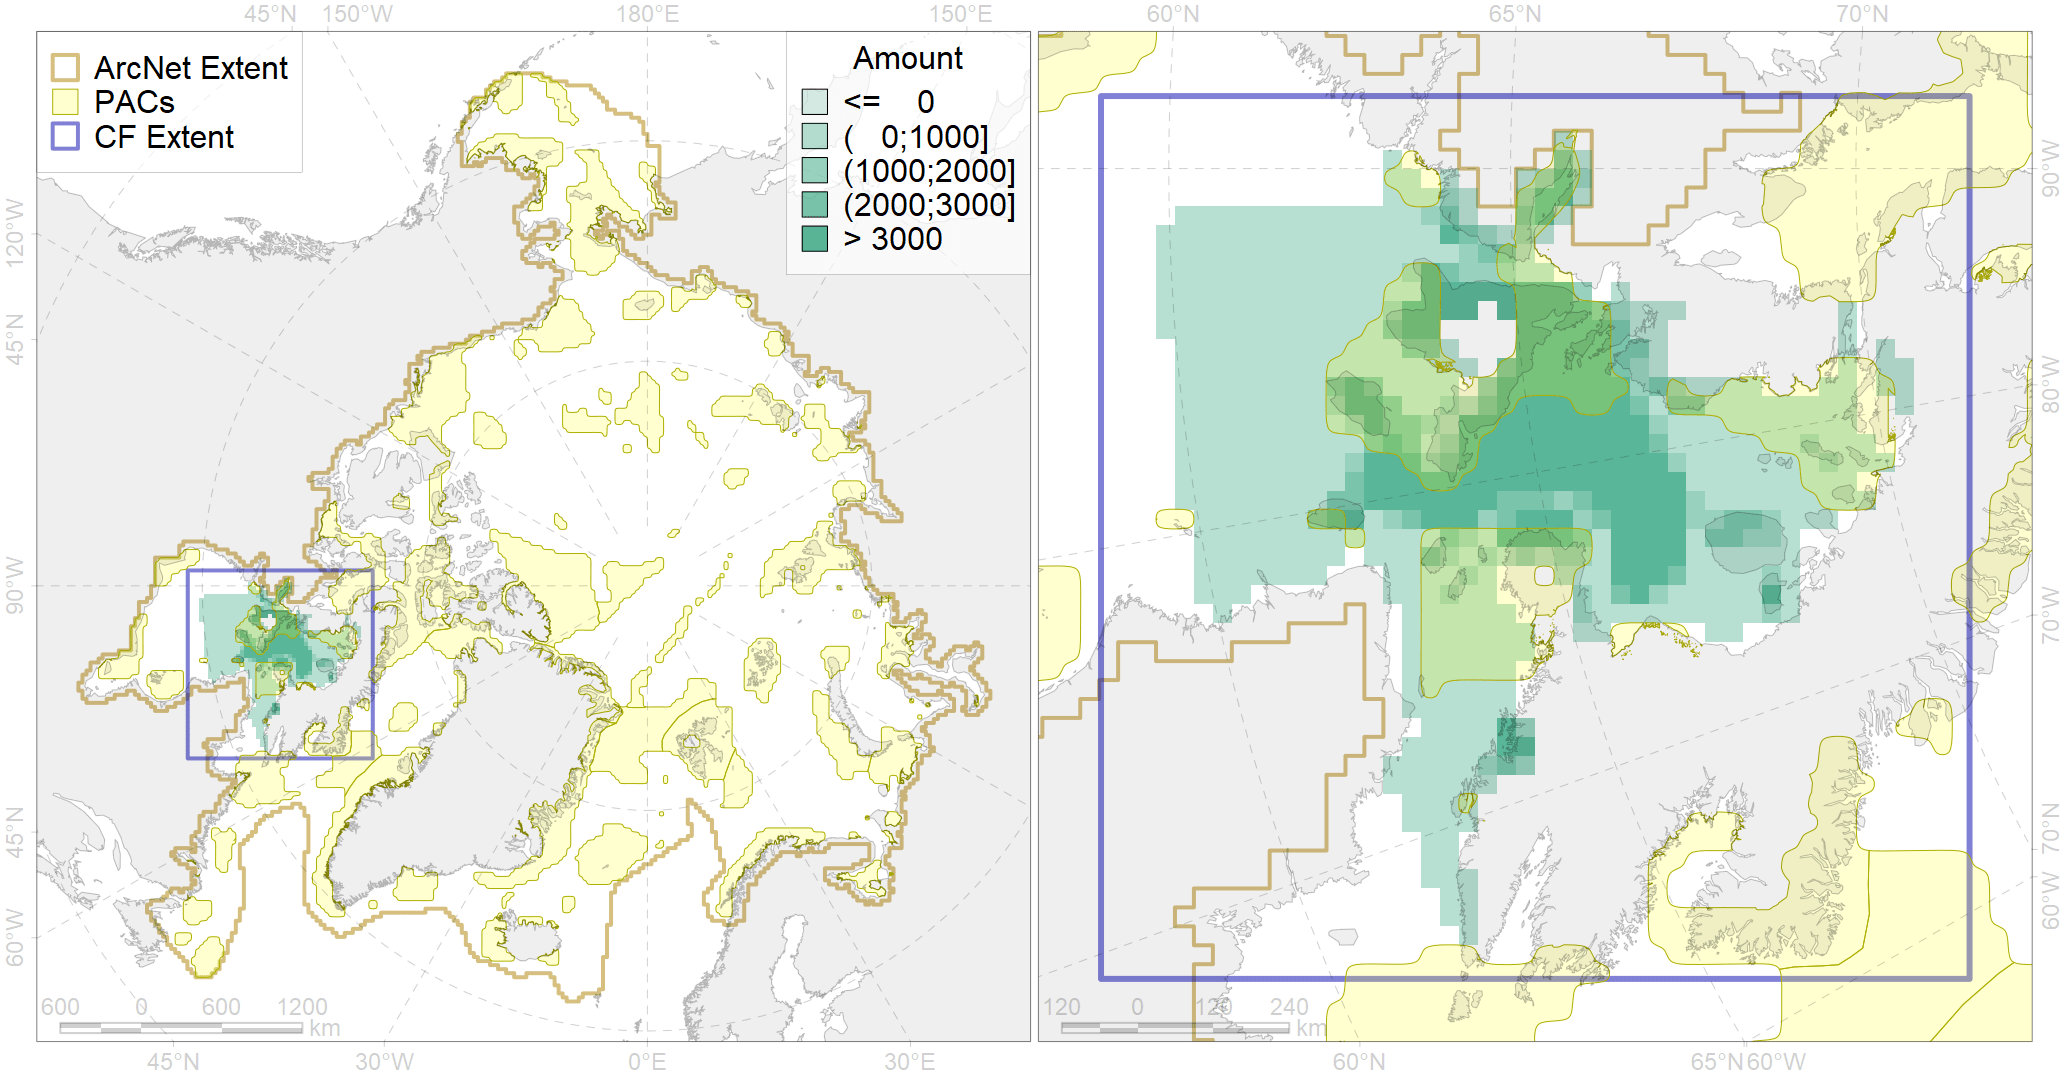 45°N 150°W 180°E 150°E 60°N 65°N 70°N
ArcNet Extent
PACs
CF Extent
Amount
<= 0
( 0;1000]
(1000;2000]
(2000;3000]
> 3000
120°W
45°N
90°W
45°N
60°W
90°W
80°W
70°W
70°N
60°W
600 0 600 1200
km
120 0 120 240
km
45°N 30°W 0°E 30°E 60°N 65°N 60°W